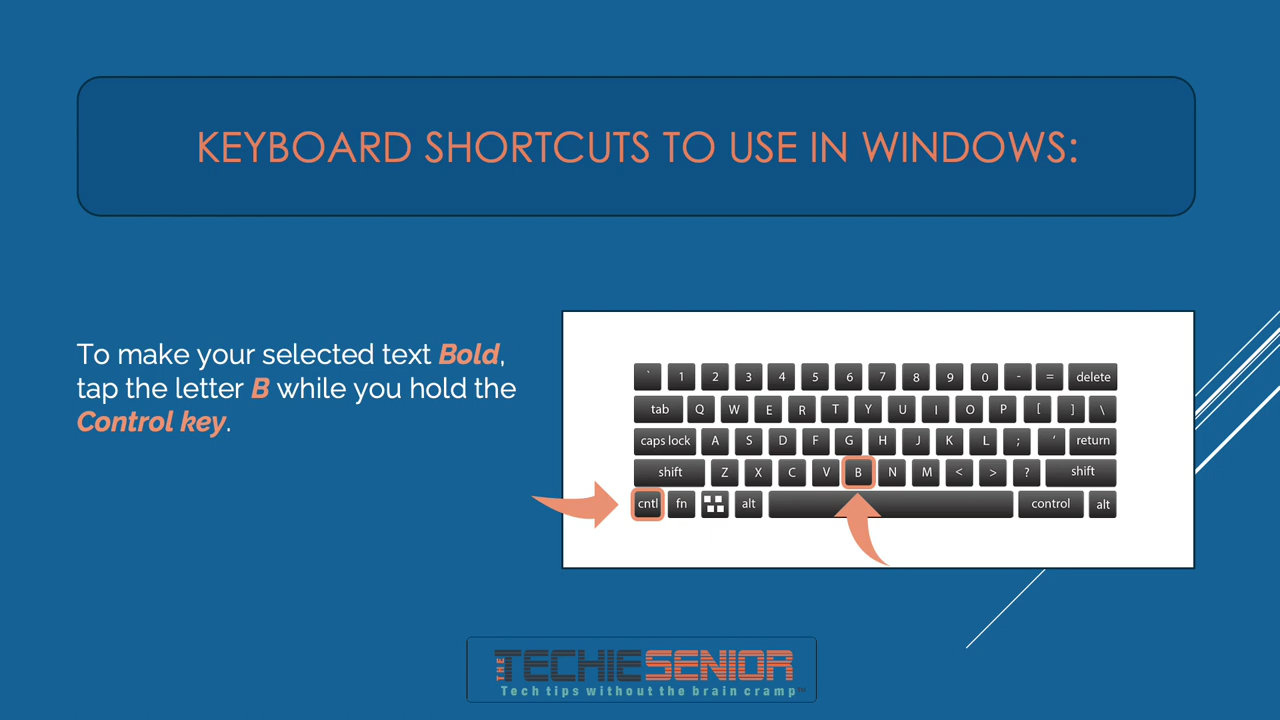 KEYBOARD SHORTCUTS TO USE IN WINDOWS:
To make your selected text Bold,
tap the letter B while you hold the
Control key.
` 1 2 3 4 5 6 7 8 9 0 - = delete
tab Q W E R T Y U I O P [ ] \
caps lock A S D F G H J K L ; ' return
shift Z X C V B N M < > ? shift
cntl fn alt control alt
THE TECHIE SENIOR
Tech tips without the brain cramp™